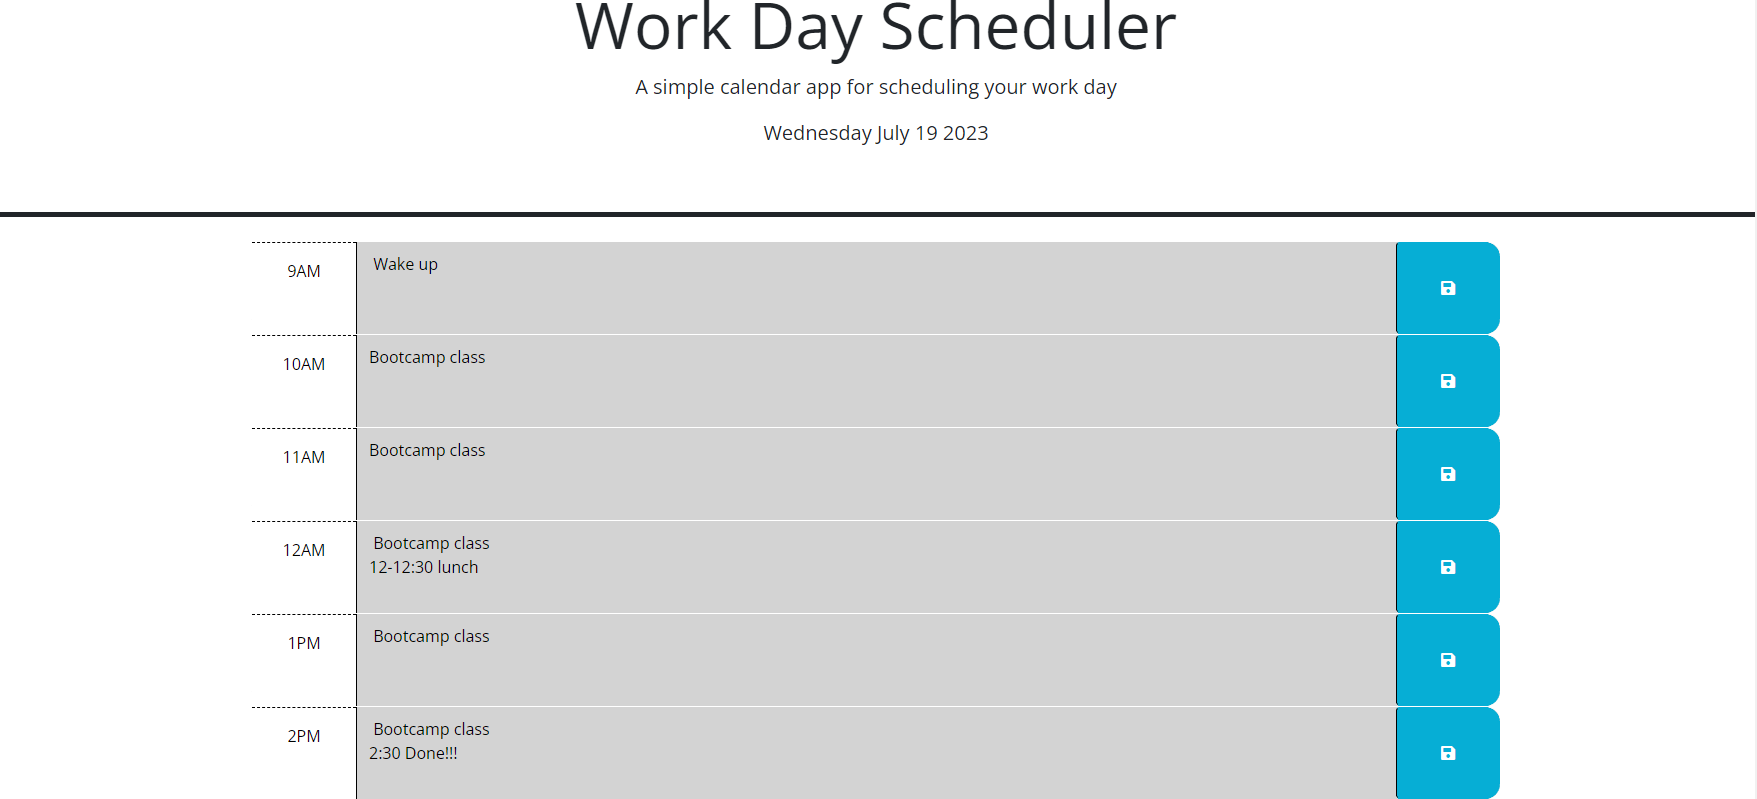 Work Day Scheduler
A simple calendar app for scheduling your work day
Wednesday July 19 2023
9AM
Wake up
10AM
Bootcamp class
11AM
Bootcamp class
12AM
Bootcamp class
12-12:30 lunch
1PM
Bootcamp class
2PM
Bootcamp class
2:30 Done!!!